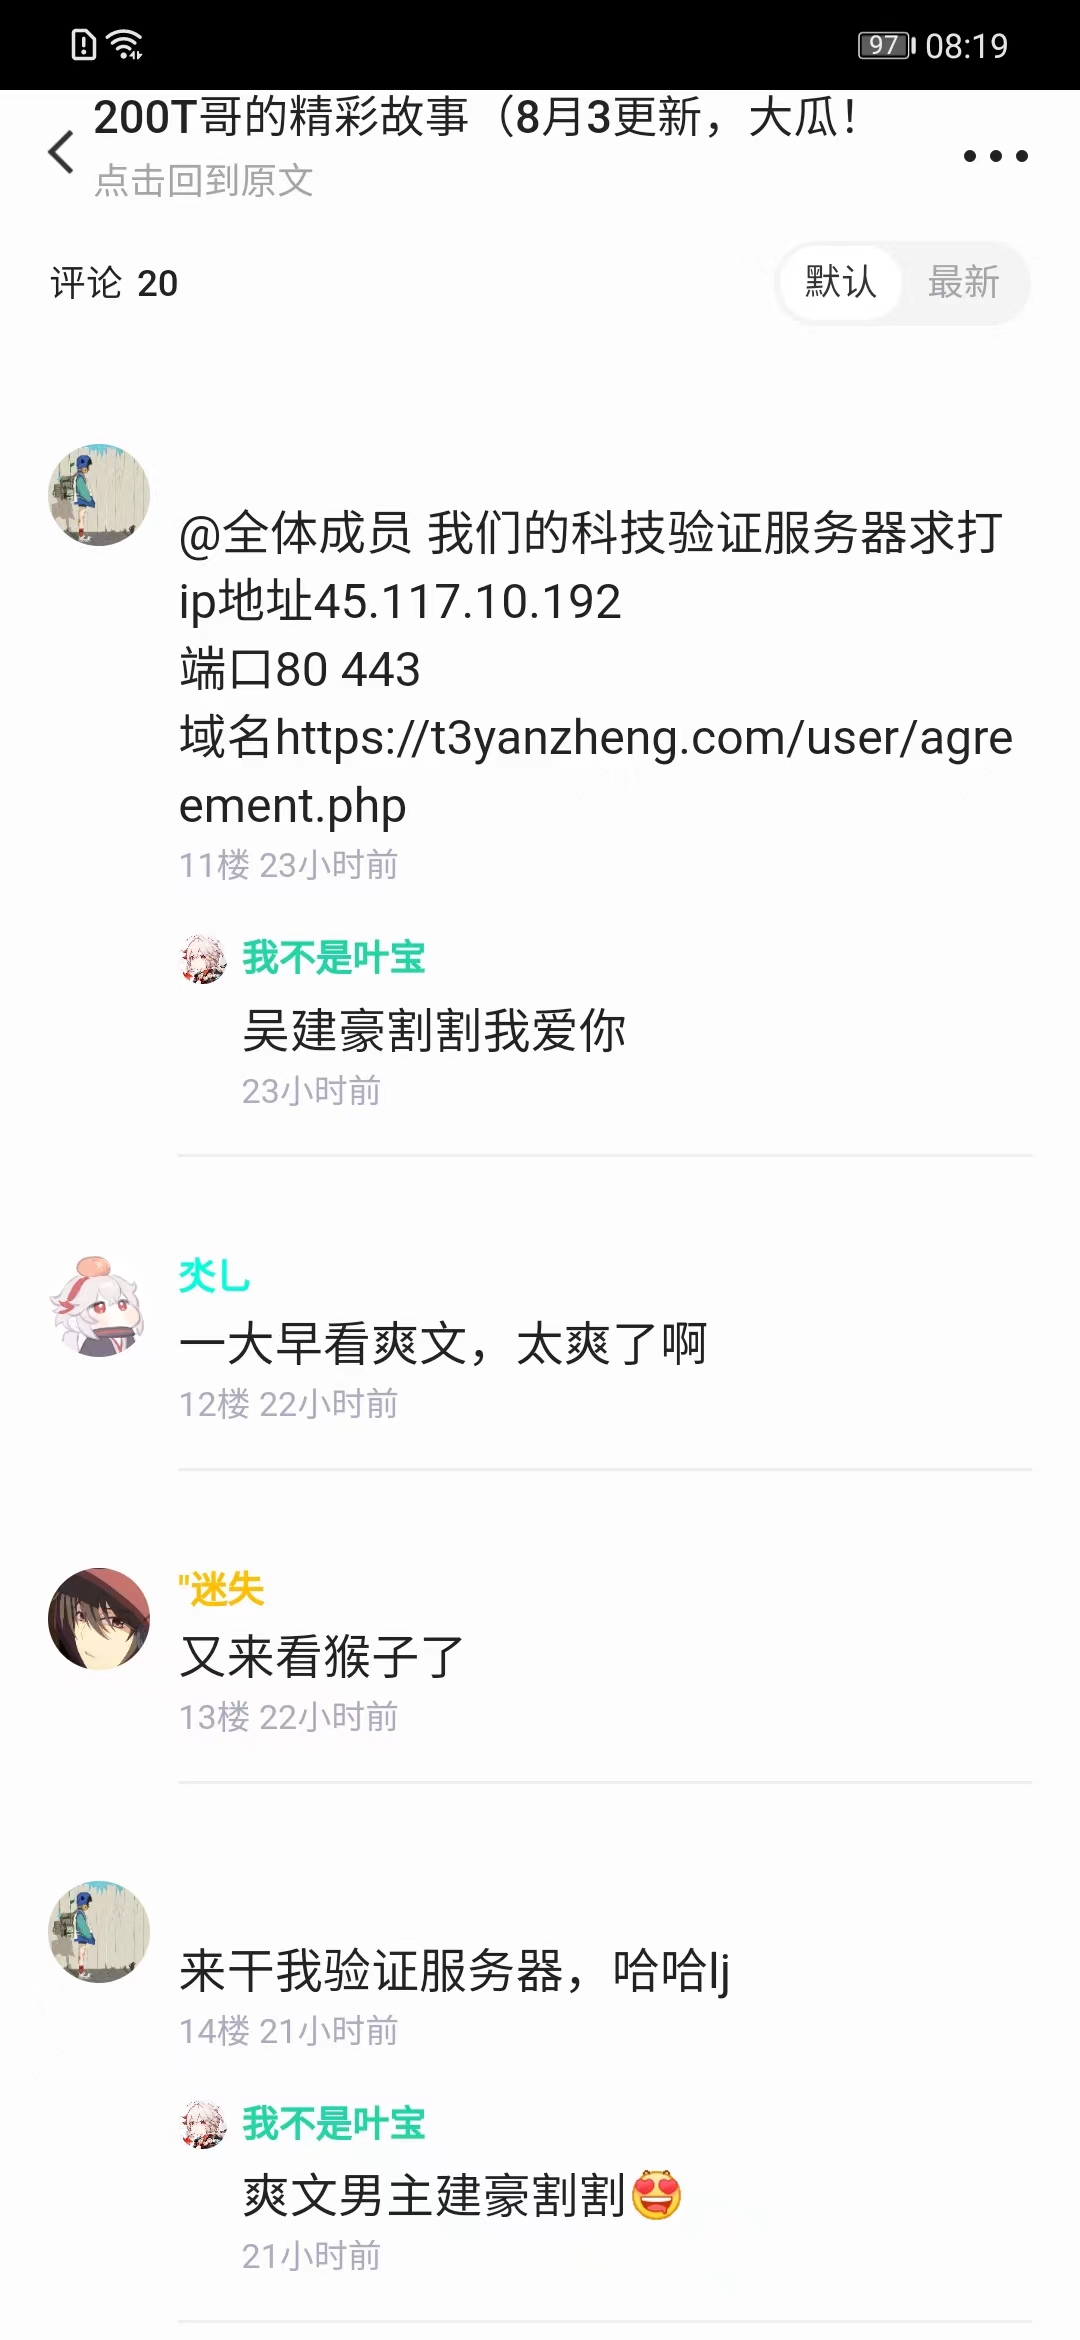 97 08:19
200T哥的精彩故事（8月3更新，大瓜！
点击回到原文
评论 20
默认 最新
@全体成员 我们的科技验证服务器求打
ip地址45.117.10.192
端口80 443
域名https://t3yanzheng.com/user/agre
ement.php
11楼 23小时前
我不是叶宝
吴建豪割割我爱你
23小时前
一大早看爽文，太爽了啊
12楼 22小时前
"迷失
又来看猴子了
13楼 22小时前
来干我验证服务器，哈哈lj
14楼 21小时前
我不是叶宝
爽文男主建豪割割😍
21小时前